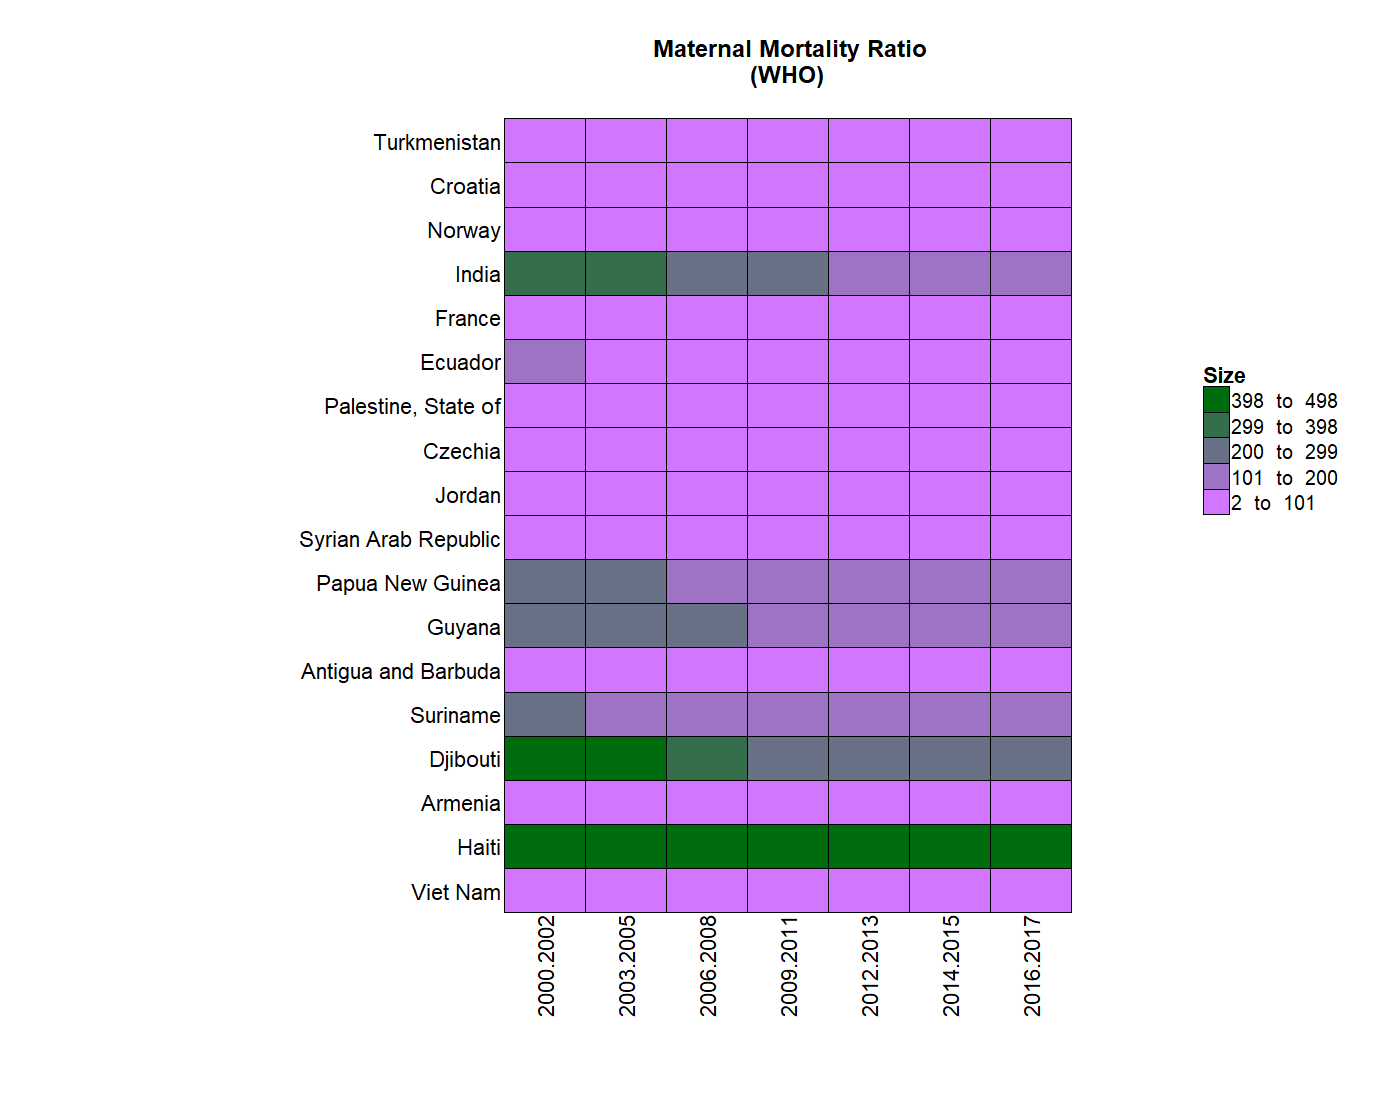 Maternal Mortality Ratio
(WHO)
Turkmenistan
Croatia
Norway
India
France
Ecuador
Palestine, State of
Czechia
Jordan
Syrian Arab Republic
Papua New Guinea
Guyana
Antigua and Barbuda
Suriname
Djibouti
Armenia
Haiti
Viet Nam
2000.2002
2003.2005
2006.2008
2009.2011
2012.2013
2014.2015
2016.2017
Size
398 to 498
299 to 398
200 to 299
101 to 200
2 to 101